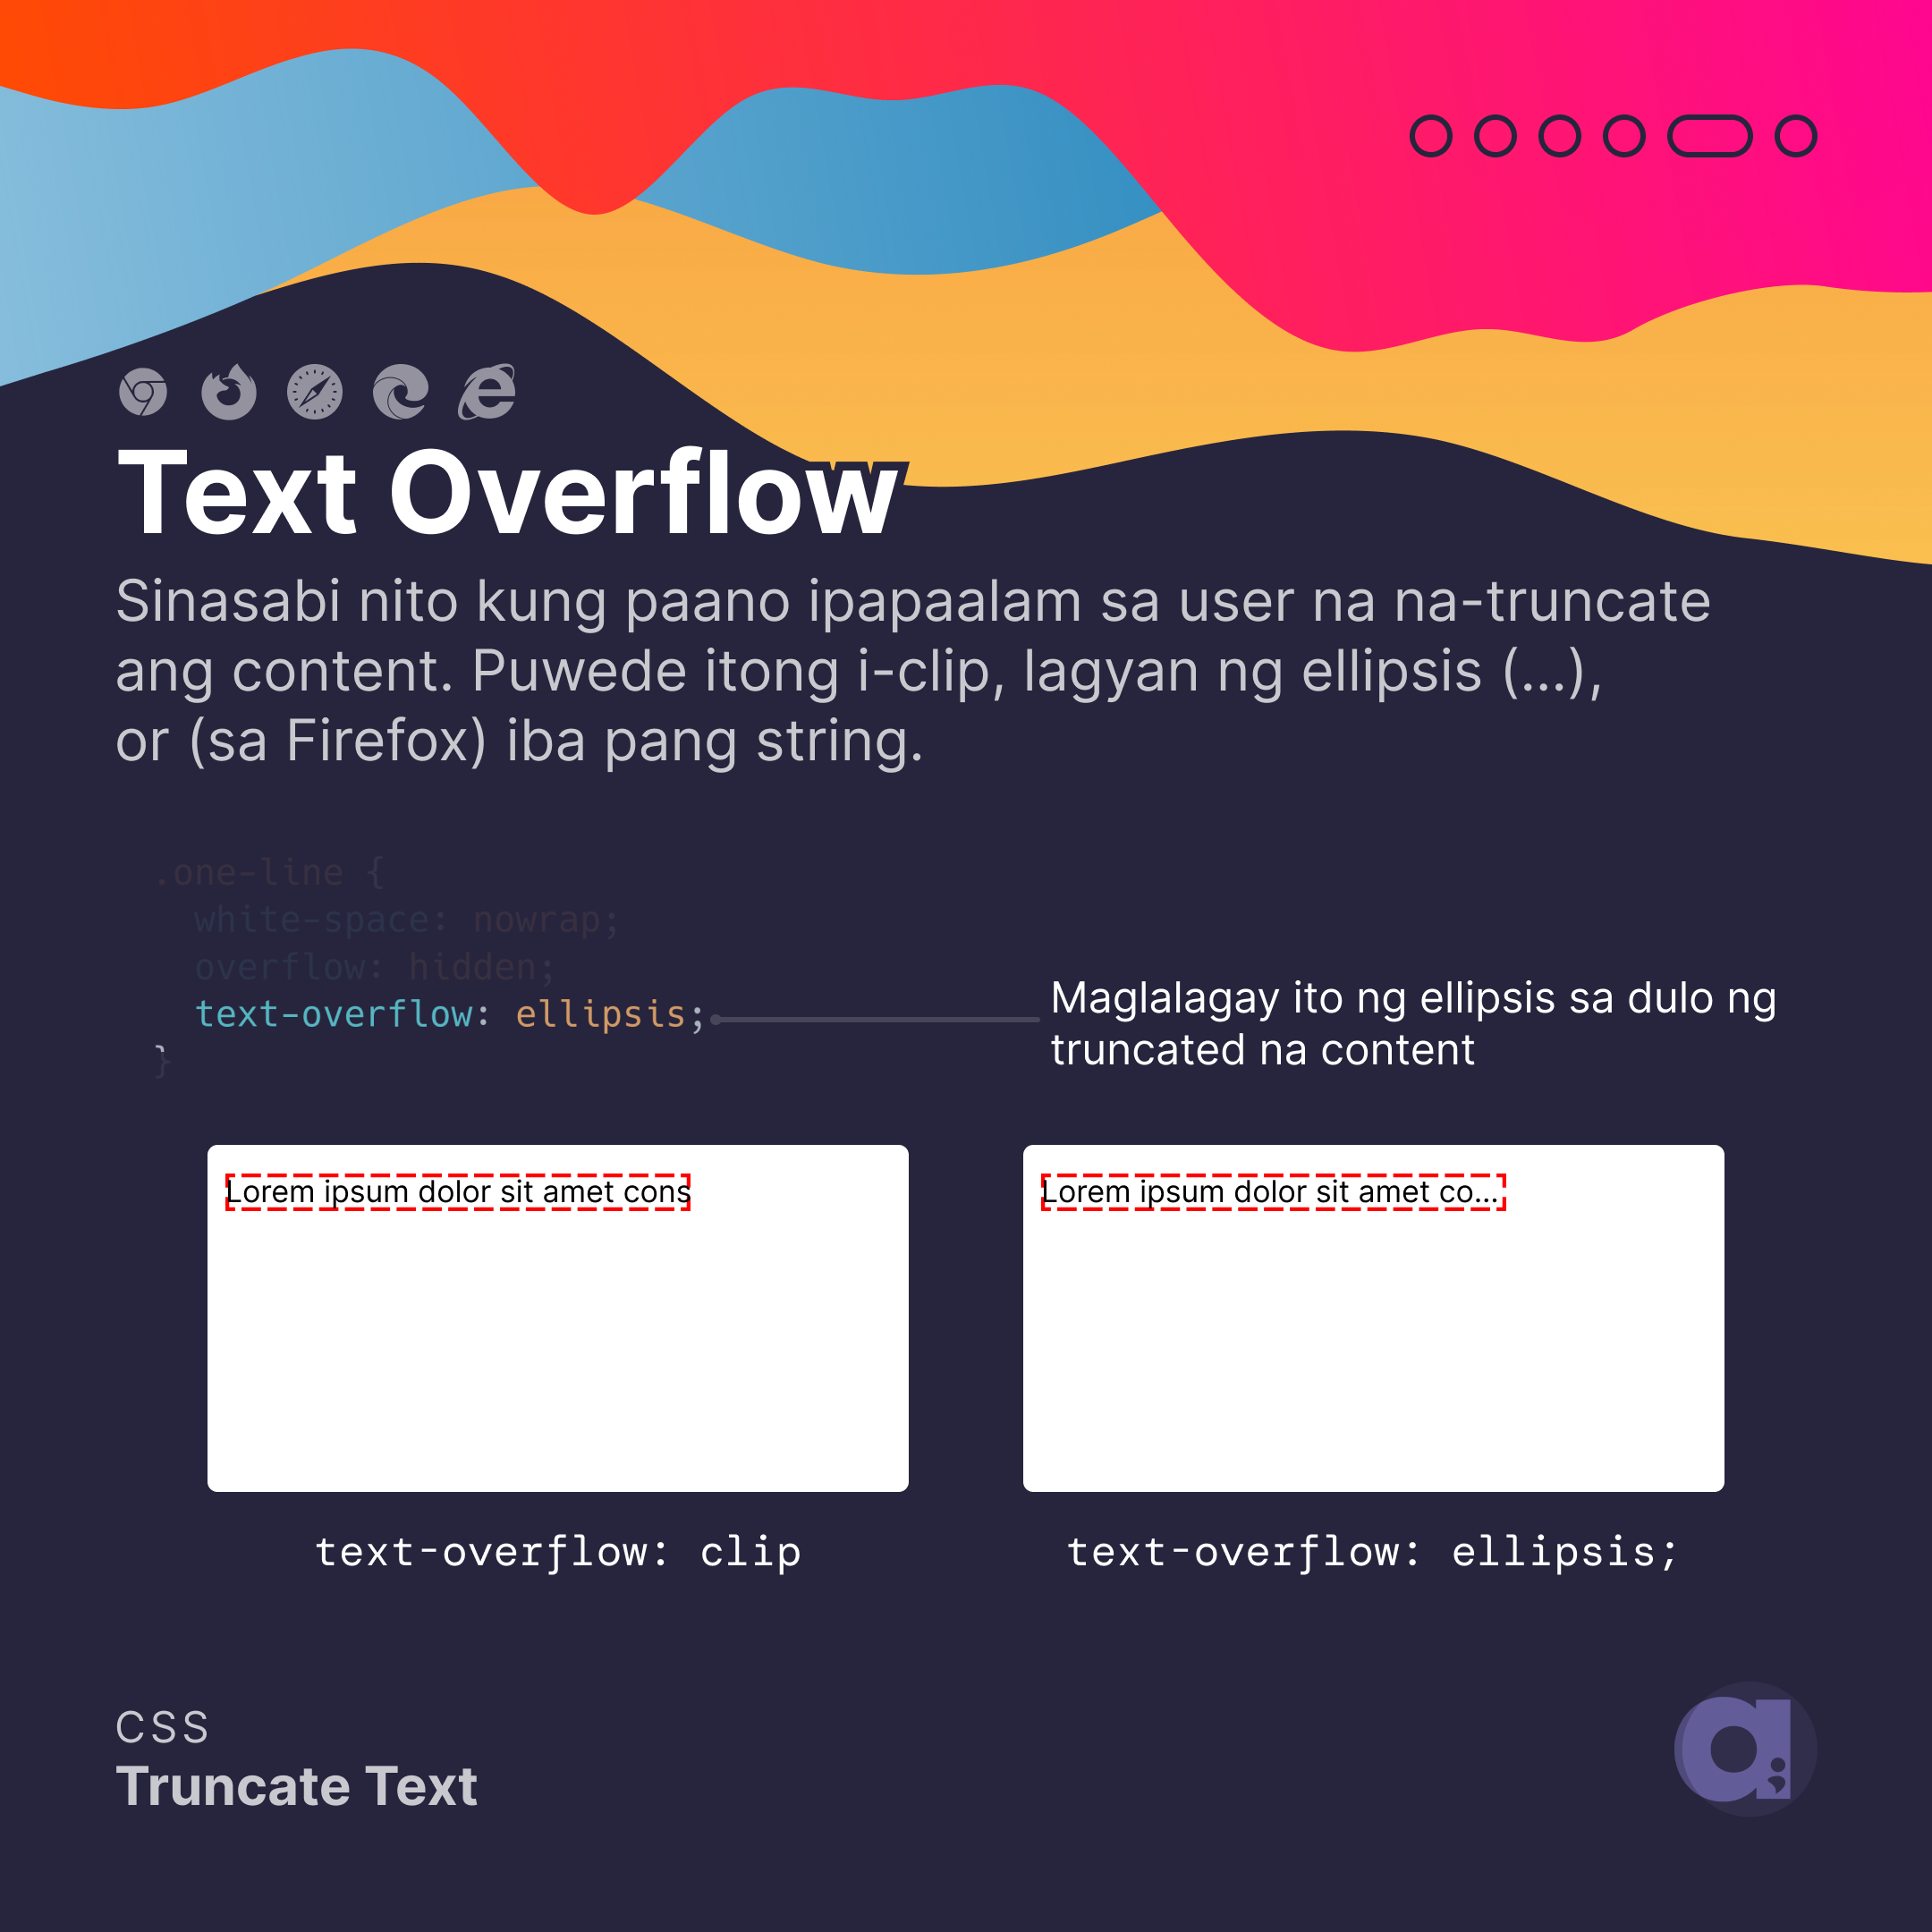 Text Overflow
Sinasabi nito kung paano ipapaalam sa user na na-truncate
ang content. Puwede itong i-clip, lagyan ng ellipsis (...),
or (sa Firefox) iba pang string.
.one-line {
white-space: nowrap;
overflow: hidden;
text-overflow: ellipsis;
}
Maglalagay ito ng ellipsis sa dulo ng
truncated na content
Lorem ipsum dolor sit amet cons
Lorem ipsum dolor sit amet co...
text-overflow: clip
text-overflow: ellipsis;
CSS
Truncate Text